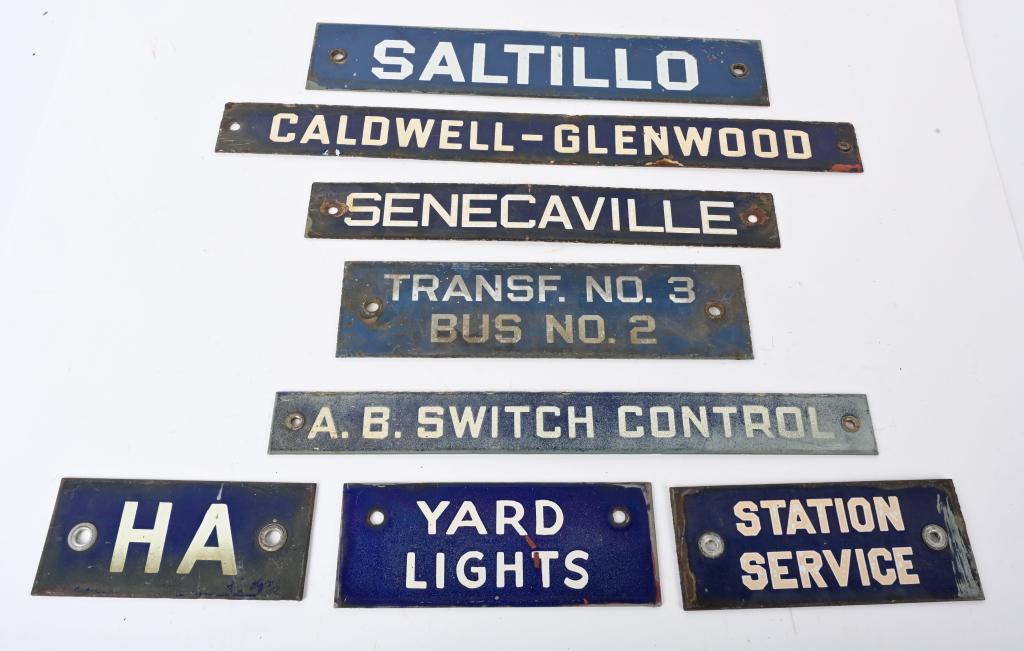 SALTILLO
CALDWELL-GLENWOOD
SENECAVILLE
TRANSF. NO. 3
BUS NO. 2
A. B. SWITCH CONTROL
HA
YARD
LIGHTS
STATION
SERVICE